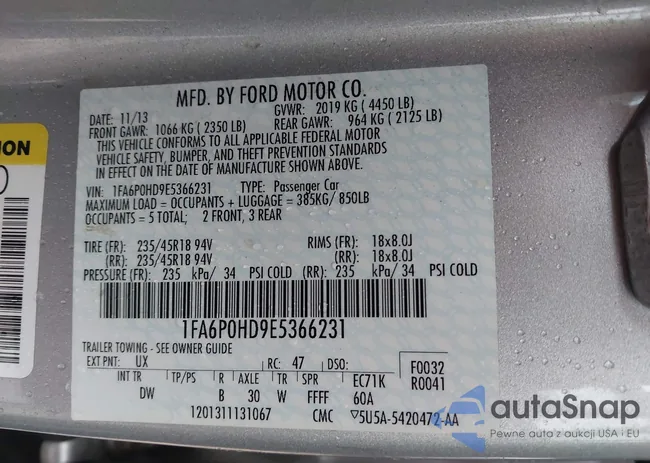 MFD. BY FORD MOTOR CO.
DATE: 11/13 GVWR: 2019 KG ( 4450 LB)
FRONT GAWR: 1066 KG ( 2350 LB) REAR GAWR: 964 KG ( 2125 LB)
THIS VEHICLE CONFORMS TO ALL APPLICABLE FEDERAL MOTOR
VEHICLE SAFETY, BUMPER, AND THEFT PREVENTION STANDARDS
IN EFFECT ON THE DATE OF MANUFACTURE SHOWN ABOVE.
VIN: 1FA6P0HD9E5366231 TYPE: Passenger Car
MAXIMUM LOAD = OCCUPANTS + LUGGAGE = 385KG/ 850LB
OCCUPANTS = 5 TOTAL; 2 FRONT, 3 REAR
TIRE (FR): 235/45R18 94V RIMS (FR): 18x8.0J
(RR): 235/45R18 94V (RR): 18x8.0J
PRESSURE (FR): 235 kPa/ 34 PSI COLD (RR): 235 kPa/ 34 PSI COLD
1FA6P0HD9E5366231
TRAILER TOWING - SEE OWNER GUIDE
EXT PNT: UX RC: 47 DSO: F0032
INT TR TP/PS R AXLE TR SPR EC71K R0041
DW B 30 W FFFF 60A
1201311131067 CMC ▽5U5A-5420472-AA
ION
autoSnap
Pewne auta z aukcji USA i EU